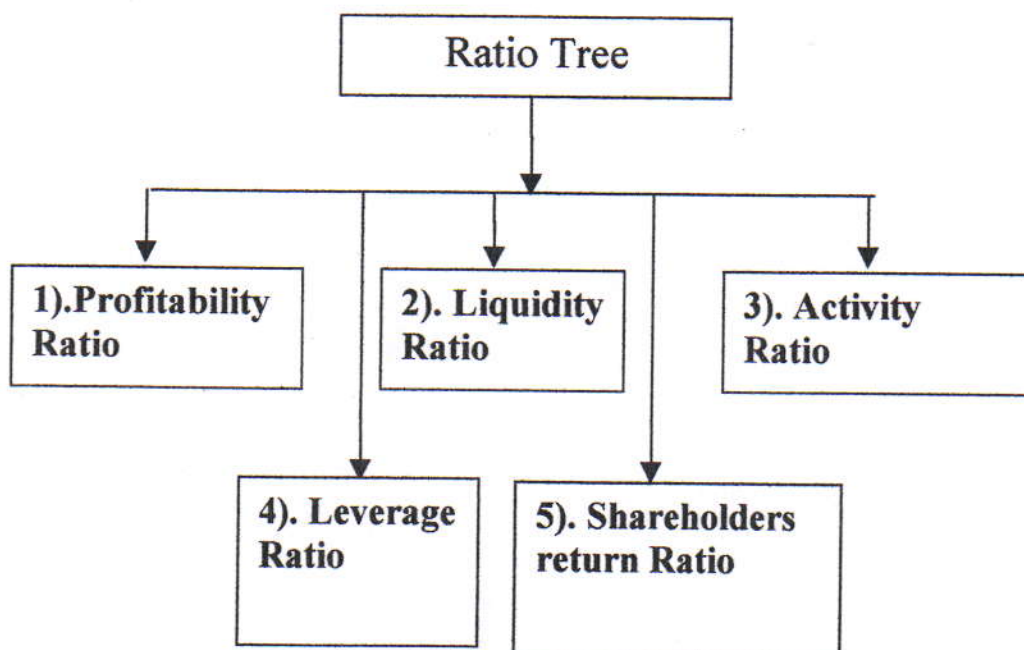 Ratio Tree
1).Profitability
Ratio
2). Liquidity
Ratio
3). Activity
Ratio
4). Leverage
Ratio
5). Shareholders
return Ratio